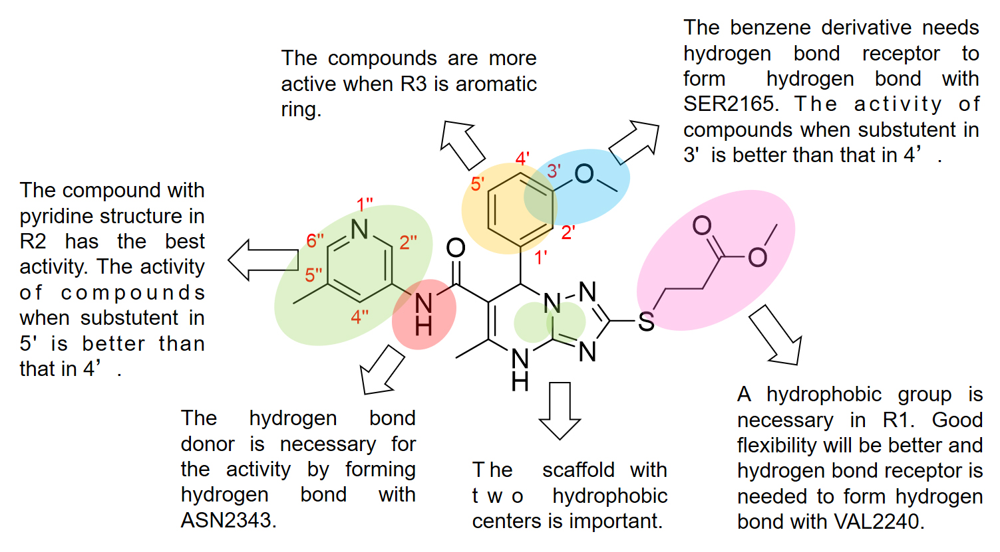 The benzene derivative needs
hydrogen bond receptor to
form hydrogen bond with
SER2165. The activity of
compounds when substutent in
3' is better than that in 4’ .
The compounds are more
active when R3 is aromatic
ring.
The compound with
pyridine structure in
R2 has the best
activity. The activity
of compounds
when substutent in
5' is better than
that in 4’ .
4'
3'
O
5'
2'
1'
1"
N
6"
2"
5"
4"
O
N
H
N
N
N
N
H
S
O
O
The hydrogen bond
donor is necessary for
the activity by forming
hydrogen bond with
ASN2343.
The scaffold with
two hydrophobic
centers is important.
A hydrophobic group is
necessary in R1. Good
flexibility will be better and
hydrogen bond receptor is
needed to form hydrogen
bond with VAL2240.